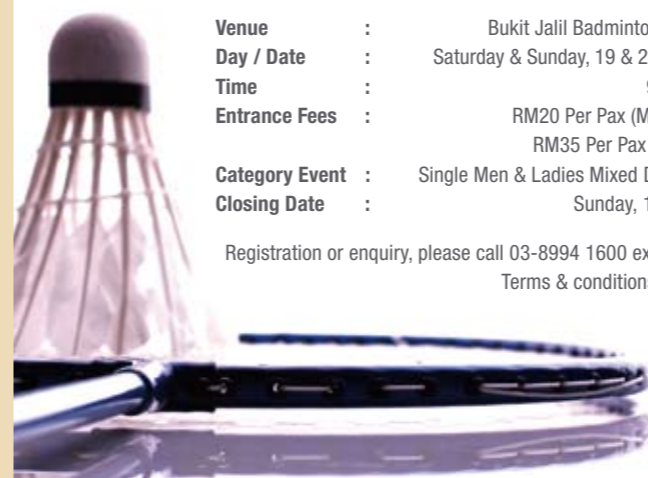 Venue : Bukit Jalil Badminto
Day / Date : Saturday & Sunday, 19 & 2
Time : 9
Entrance Fees : RM20 Per Pax (M
RM35 Per Pax
Category Event : Single Men & Ladies Mixed D
Closing Date : Sunday, 1
Registration or enquiry, please call 03-8994 1600 ex
Terms & conditions